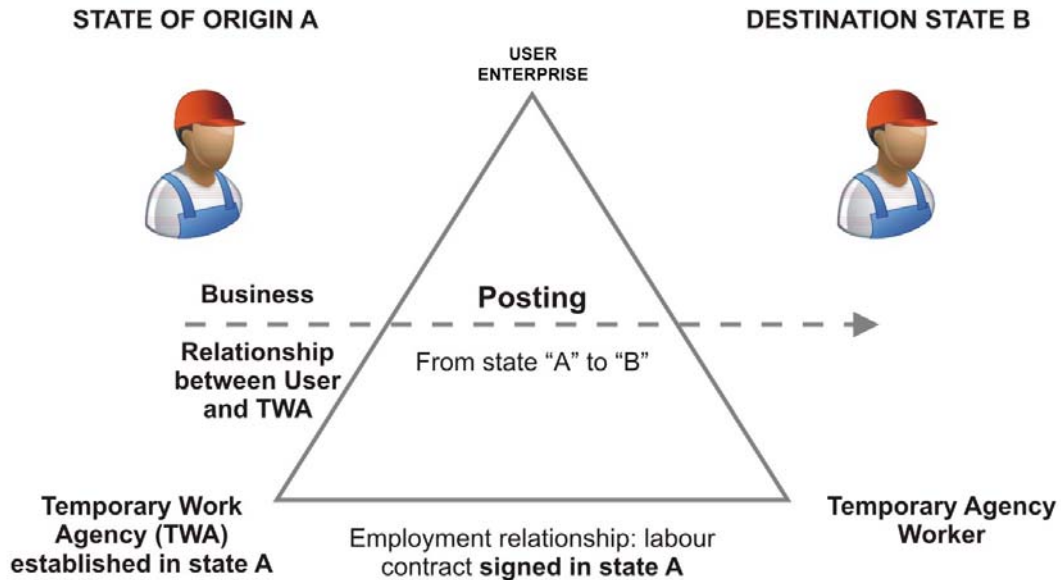 STATE OF ORIGIN A
DESTINATION STATE B
USER
ENTERPRISE
Business
Posting
Relationship
between User
and TWA
From state “A” to “B”
Temporary Work
Agency (TWA)
established in state A
Employment relationship: labour
contract signed in state A
Temporary Agency
Worker